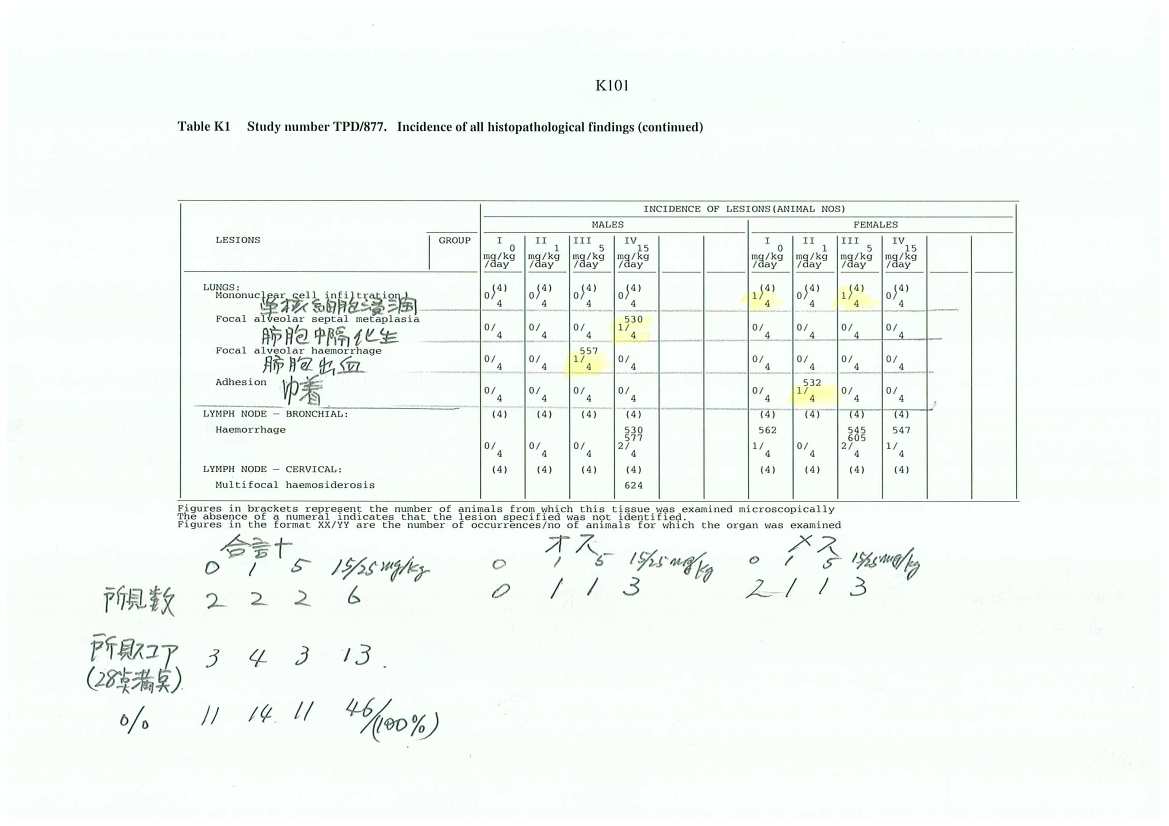 K101
Table K1 Study number TPD/877. Incidence of all histopathological findings (continued)
INCIDENCE OF LESIONS(ANIMAL NOS)
MALES FEMALES
LESIONS GROUP I II III IV I II III IV
0 1 5 15 0 1 5 15
mg/kg mg/kg mg/kg mg/kg mg/kg mg/kg mg/kg mg/kg
/day /day /day /day /day /day /day /day
LUNGS: (4) (4) (4) (4) (4) (4) (4) (4)
Mononuclear cell infiltration 0/4 0/4 0/4 0/4 1/4 0/4 1/4 0/4
単核細胞浸潤
Focal alveolar septal metaplasia 530
0/4 0/4 0/4 1/4 0/4 0/4 0/4 0/4
肺胞中隔化生
Focal alveolar haemorrhage 557
0/4 0/4 1/4 0/4 0/4 0/4 0/4 0/4
肺胞出血
Adhesion 532
0/4 0/4 0/4 0/4 0/4 1/4 0/4 0/4
着
LYMPH NODE – BRONCHIAL: (4) (4) (4) (4) (4) (4) (4) (4)
Haemorrhage 530 562 545 547
577 605
0/4 0/4 0/4 2/4 1/4 0/4 2/4 1/4
LYMPH NODE – CERVICAL: (4) (4) (4) (4) (4) (4) (4) (4)
Multifocal haemosiderosis 624
Figures in brackets represent the number of animals from which this tissue was examined microscopically
The absence of a numeral indicates that the lesion specified was not identified.
Figures in the format XX/YY are the number of occurrences/no of animals for which the organ was examined
合計 オス メス
0 1 5 15/25 mg/kg 0 1 5 15/25 mg/kg 0 1 5 15/25 mg/kg
所見数 2 2 2 6 0 1 1 3 2 1 1 3
所見スコア 3 4 3 13.
(28点満点)
% 11 14 11 46/(100%)